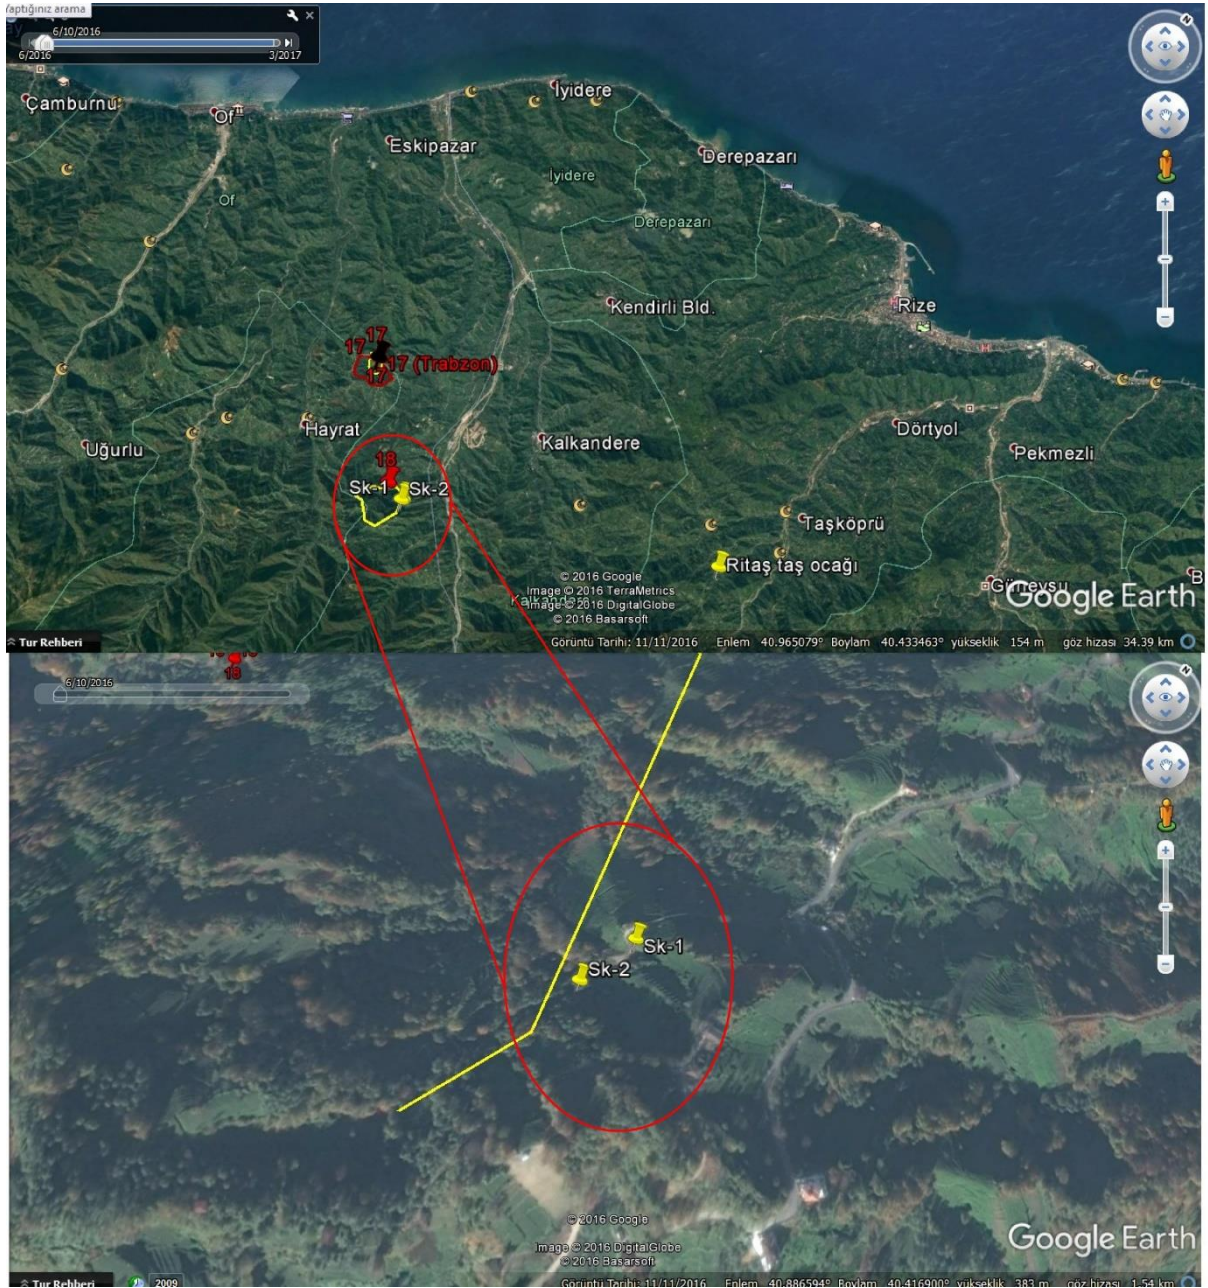 Yaptığınız arama
6/10/2016
6/2016
3/2017
N
Çamburnu
Of
İyidere
Eskipazar
Derepazarı
İyidere
Of
Derepazarı
Kendirli Bld.
Rize
17
17
17 (Trabzon)
17
Hayrat
Uğurlu
Kalkandere
Dörtyol
Pekmezli
18
Sk-1
Sk-2
Taşköprü
Ritaş taş ocağı
Güneysu
B
Kalkandere
© 2016 Google
Image © 2016 TerraMetrics
Image © 2016 DigitalGlobe
© 2016 Basarsoft
Google Earth
Tur Rehberi
Görüntü Tarihi: 11/11/2016 Enlem 40.965079° Boylam 40.433463° yükseklik 154 m göz hizası 34.39 km
18
6/10/2016
N
Sk-1
Sk-2
© 2016 Google
Image © 2016 DigitalGlobe
© 2016 Basarsoft
Google Earth
Tur Rehberi
2009
Görüntü Tarihi: 11/11/2016 Enlem 40.886594° Boylam 40.416900° yükseklik 383 m göz hizası 1.54 km